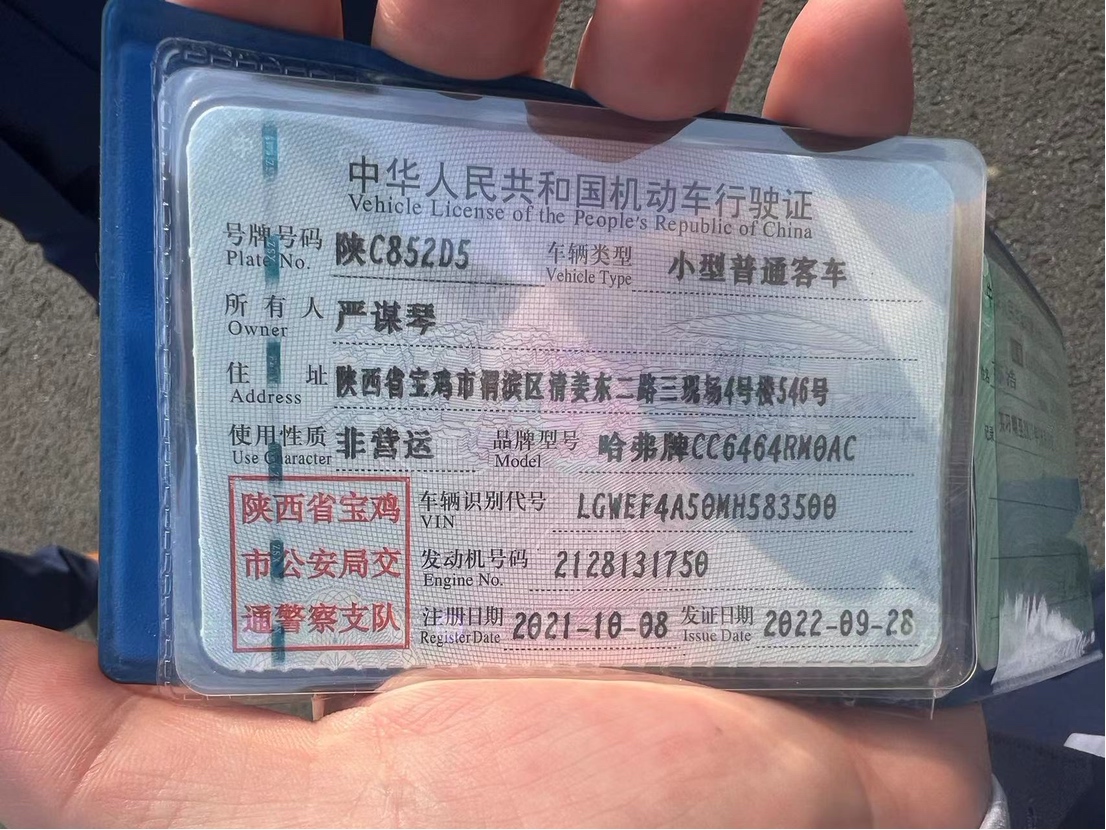 中华人民共和国机动车行驶证
Vehicle License of the People's Republic of China
号牌号码 陕C852D5 车辆类型 小型普通客车
Plate No. Vehicle Type
所有人 严谋琴
Owner
住址 陕西省宝鸡市渭滨区清姜东二路三现场4号楼546号
Address
使用性质 非营运 品牌型号 哈弗牌CC6464RM0AC
Use Character Model
陕西省宝鸡
市公安局交
通警察支队
车辆识别代号 LGWEF4A50MH583500
VIN
发动机号码 2128131750
Engine No.
注册日期 2021-10-08 发证日期 2022-09-28
Register Date Issue Date